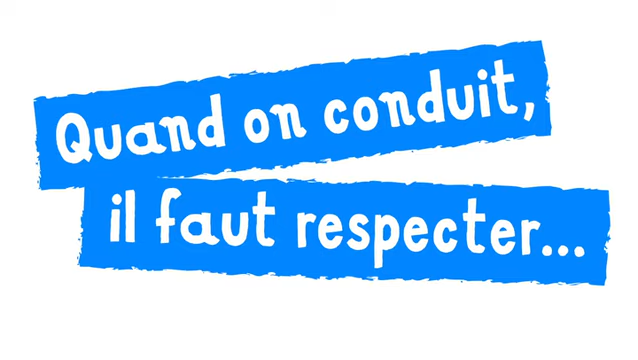 Quand on conduit,
il faut respecter...